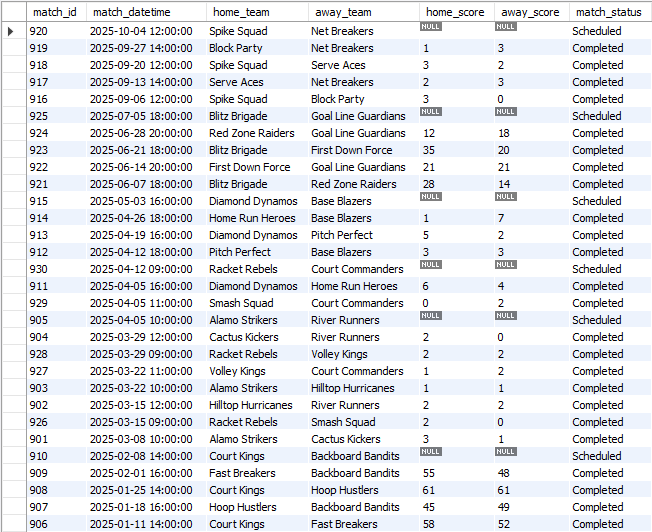 match_id match_datetime home_team away_team home_score away_score match_status
920 2025-10-04 12:00:00 Spike Squad Net Breakers NULL NULL Scheduled
919 2025-09-27 14:00:00 Block Party Net Breakers 1 3 Completed
918 2025-09-20 12:00:00 Spike Squad Serve Aces 3 2 Completed
917 2025-09-13 14:00:00 Serve Aces Net Breakers 2 3 Completed
916 2025-09-06 12:00:00 Spike Squad Block Party 3 0 Completed
925 2025-07-05 18:00:00 Blitz Brigade Goal Line Guardians NULL NULL Scheduled
924 2025-06-28 20:00:00 Red Zone Raiders Goal Line Guardians 12 18 Completed
923 2025-06-21 18:00:00 Blitz Brigade First Down Force 35 20 Completed
922 2025-06-14 20:00:00 First Down Force Goal Line Guardians 21 21 Completed
921 2025-06-07 18:00:00 Blitz Brigade Red Zone Raiders 28 14 Completed
915 2025-05-03 16:00:00 Diamond Dynamos Base Blazers NULL NULL Scheduled
914 2025-04-26 18:00:00 Home Run Heroes Base Blazers 1 7 Completed
913 2025-04-19 16:00:00 Diamond Dynamos Pitch Perfect 5 2 Completed
912 2025-04-12 18:00:00 Pitch Perfect Base Blazers 3 3 Completed
930 2025-04-12 09:00:00 Racket Rebels Court Commanders NULL NULL Scheduled
911 2025-04-05 16:00:00 Diamond Dynamos Home Run Heroes 6 4 Completed
929 2025-04-05 11:00:00 Smash Squad Court Commanders 0 2 Completed
905 2025-04-05 10:00:00 Alamo Strikers River Runners NULL NULL Scheduled
904 2025-03-29 12:00:00 Cactus Kickers River Runners 2 0 Completed
928 2025-03-29 09:00:00 Racket Rebels Volley Kings 2 2 Completed
927 2025-03-22 11:00:00 Volley Kings Court Commanders 1 2 Completed
903 2025-03-22 10:00:00 Alamo Strikers Hilltop Hurricanes 1 1 Completed
902 2025-03-15 12:00:00 Hilltop Hurricanes River Runners 2 2 Completed
926 2025-03-15 09:00:00 Racket Rebels Smash Squad 2 0 Completed
901 2025-03-08 10:00:00 Alamo Strikers Cactus Kickers 3 1 Completed
910 2025-02-08 14:00:00 Court Kings Backboard Bandits NULL NULL Scheduled
909 2025-02-01 16:00:00 Fast Breakers Backboard Bandits 55 48 Completed
908 2025-01-25 14:00:00 Court Kings Hoop Hustlers 61 61 Completed
907 2025-01-18 16:00:00 Hoop Hustlers Backboard Bandits 45 49 Completed
906 2025-01-11 14:00:00 Court Kings Fast Breakers 58 52 Completed